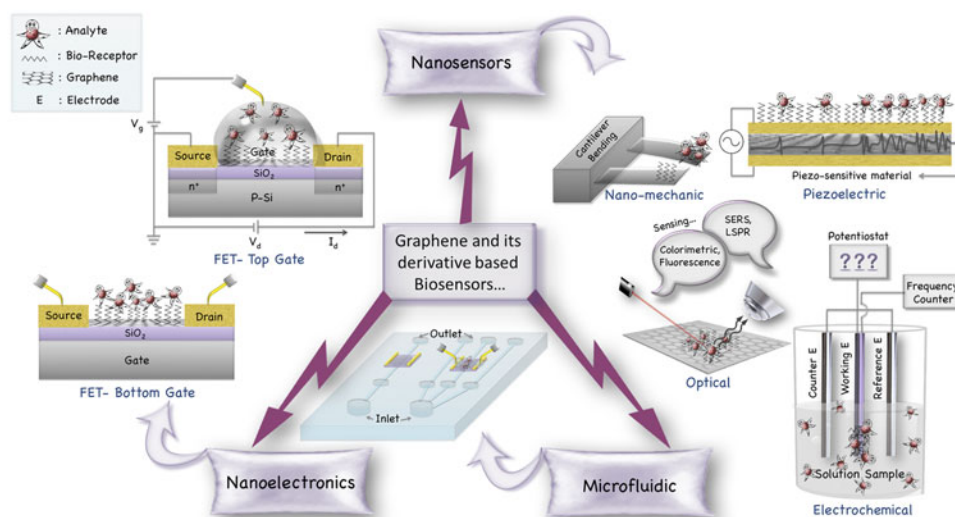 : Analyte
: Bio-Receptor
: Graphene
E : Electrode
Vg
Source
Gate
Drain
SiO2
n+
n+
P-Si
Vd
Id
FET- Top Gate
Source
Drain
SiO2
Gate
FET- Bottom Gate
Nanosensors
Graphene and its
derivative based
Biosensors...
Outlet
Inlet
Nanoelectronics
Microfluidic
Cantilever
Bending
Nano-mechanic
Piezo-sensitive material
Piezoelectric
Sensing...
SERS,
LSPR
Colorimetric,
Fluorescence
Optical
Potentiostat
? ? ?
Frequency
Counter
Counter E
Working E
Reference E
Solution Sample
Electrochemical